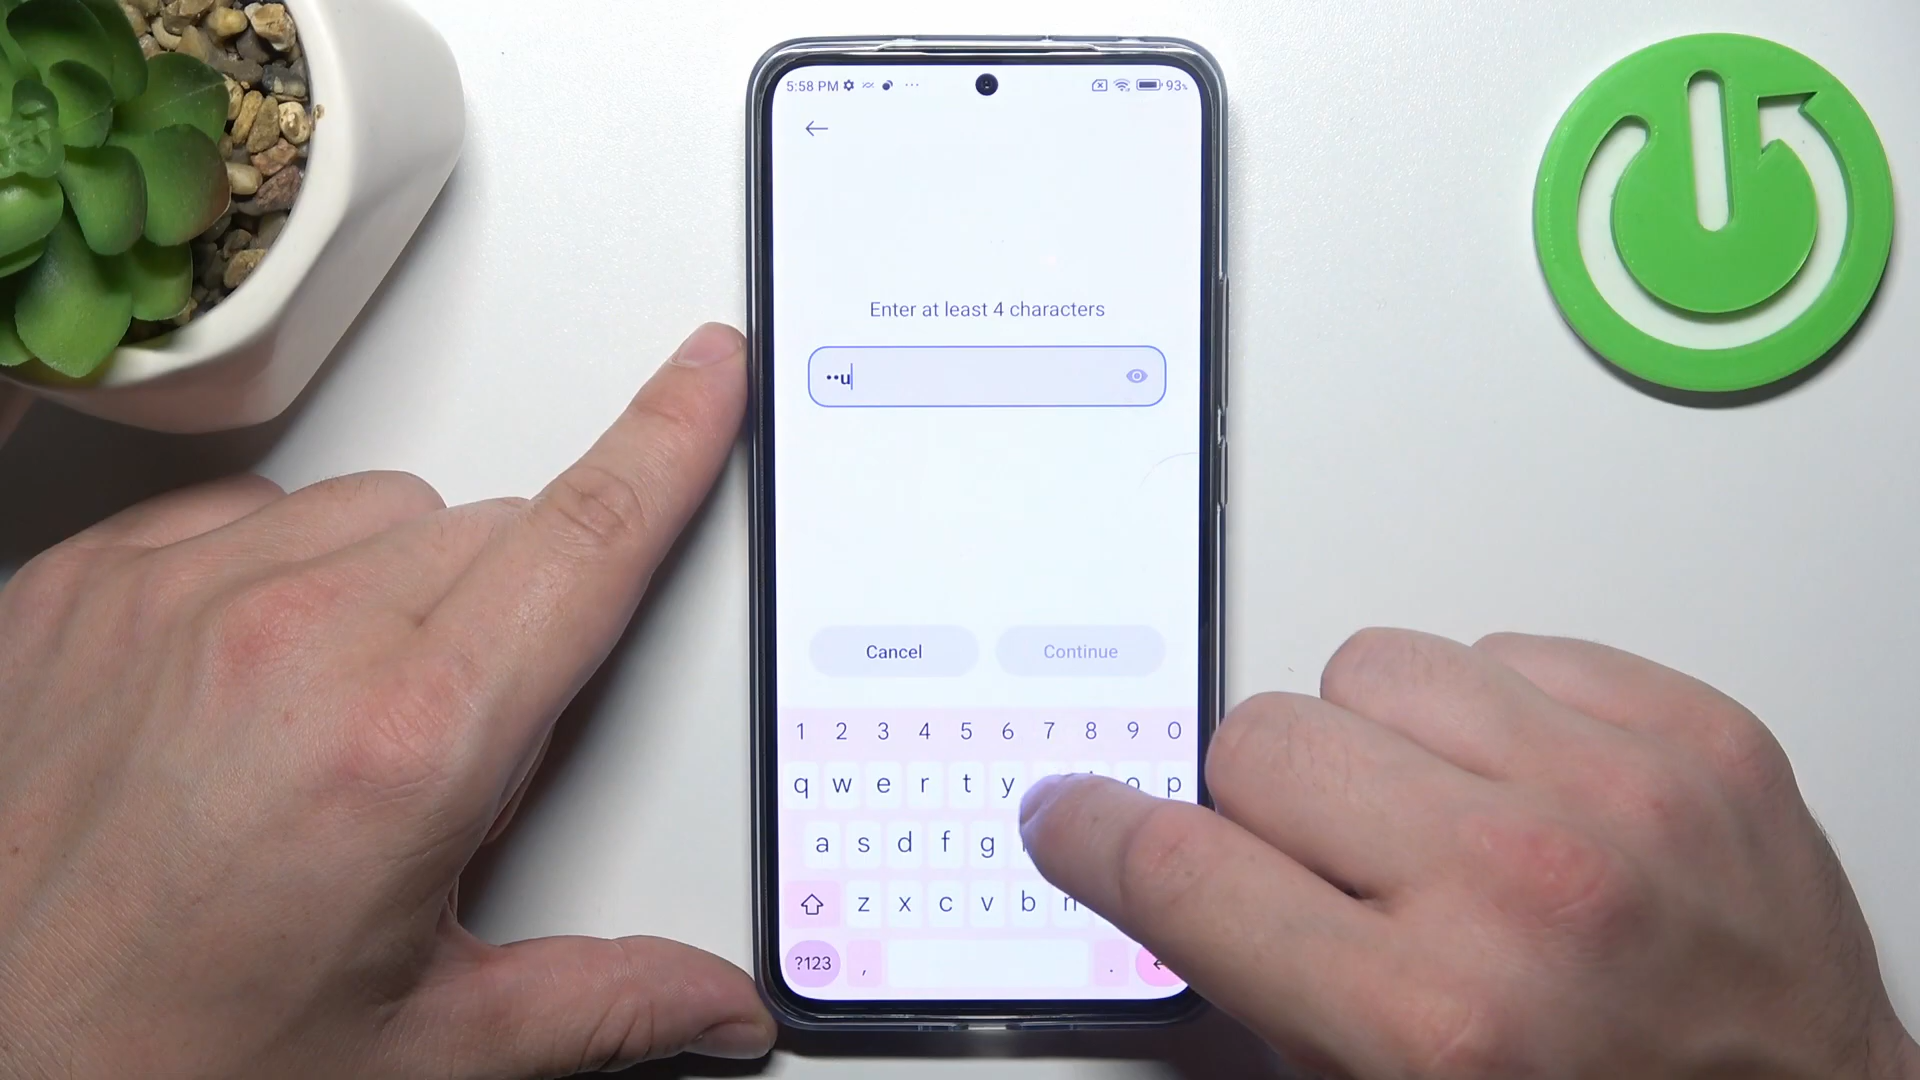 5:58 PM 93%
Enter at least 4 characters
••u
Cancel Continue
1 2 3 4 5 6 7 8 9 0
q w e r t y o p
a s d f g
z x c v b n
?123 , .